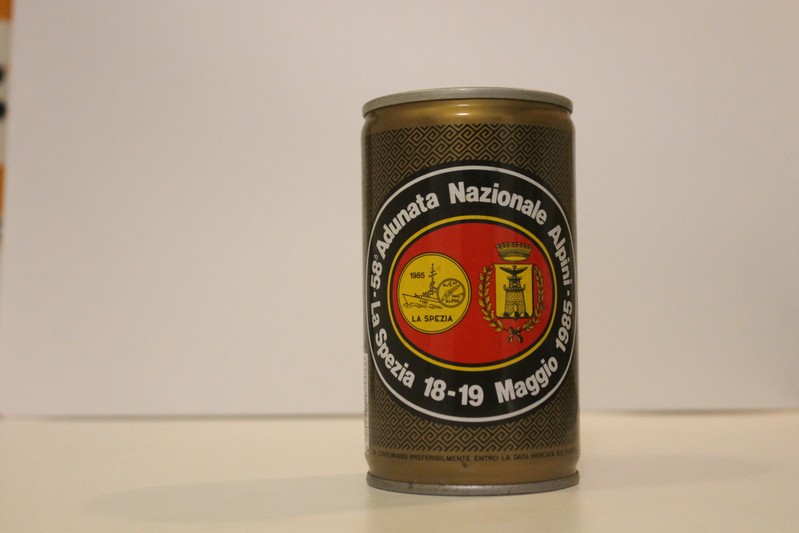 58ª Adunata Nazionale Alpini -
La Spezia 18-19 Maggio 1985
1985
LA SPEZIA
CONSUMARSI PREFERIBILMENTE ENTRO LA DATA INDICATA